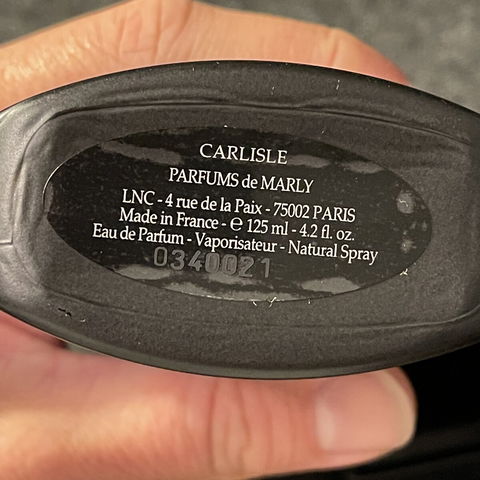 CARLISLE
PARFUMS de MARLY
LNC - 4 rue de la Paix - 75002 PARIS
Made in France - ℮ 125 ml - 4.2 fl. oz.
Eau de Parfum - Vaporisateur - Natural Spray
0340021